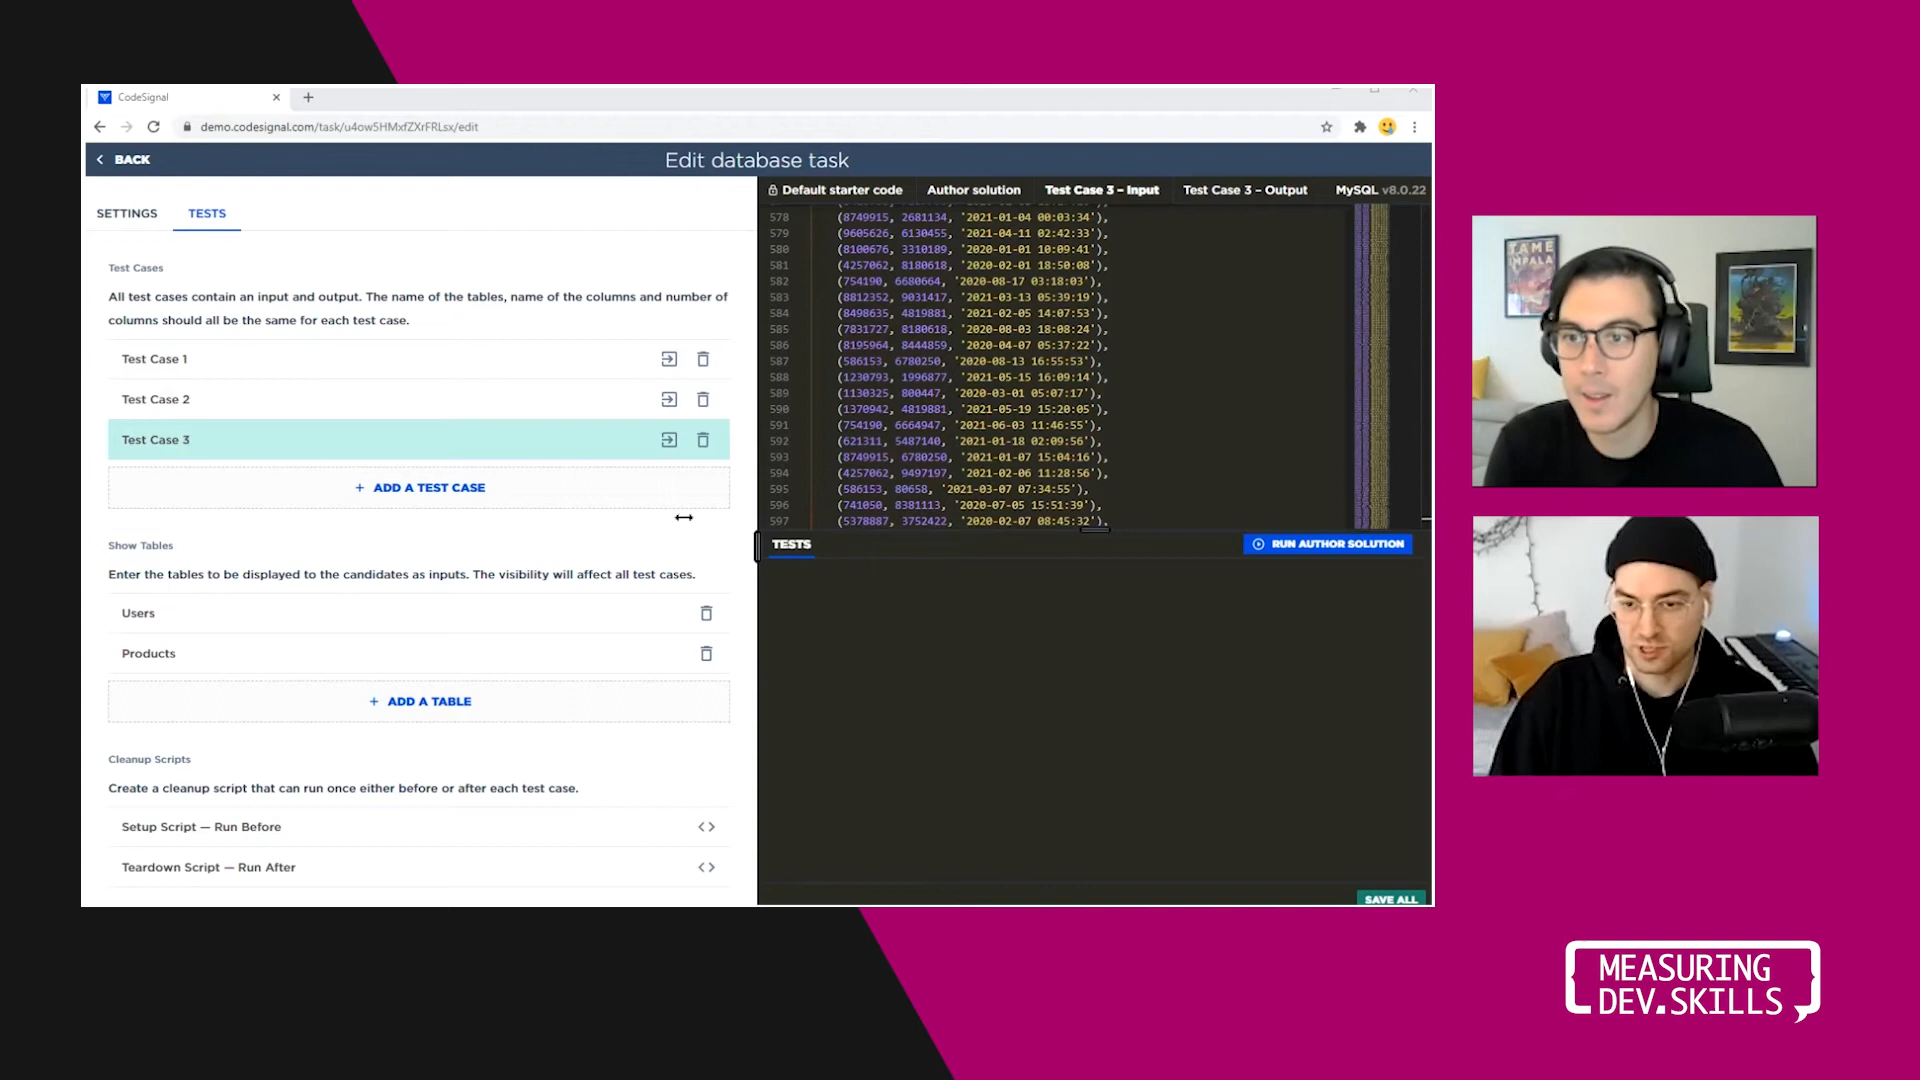 CodeSignal
demo.codesignal.com/task/u4ow5HMxfZXrFRLsx/edit
BACK
Edit database task
SETTINGS
TESTS
Test Cases
All test cases contain an input and output. The name of the tables, name of the columns and number of
columns should all be the same for each test case.
Test Case 1
Test Case 2
Test Case 3
+ ADD A TEST CASE
Show Tables
Enter the tables to be displayed to the candidates as inputs. The visibility will affect all test cases.
Users
Products
+ ADD A TABLE
Cleanup Scripts
Create a cleanup script that can run once either before or after each test case.
Setup Script — Run Before
Teardown Script — Run After
Default starter code
Author solution
Test Case 3 – Input
Test Case 3 – Output
MySQL v8.0.22
578 (8749915, 2681134, '2021-01-04 00:03:34'),
579 (9605626, 6130455, '2021-04-11 02:42:33'),
580 (8100676, 3310189, '2020-01-01 10:09:41'),
581 (4257062, 8180618, '2020-02-01 18:50:08'),
582 (754190, 6680664, '2020-08-17 03:18:03'),
583 (8812352, 9031417, '2021-03-13 05:39:19'),
584 (8498635, 4819881, '2021-02-05 14:07:53'),
585 (7831727, 8180618, '2020-08-03 18:08:24'),
586 (8195964, 8444859, '2020-04-07 05:37:22'),
587 (586153, 6780250, '2020-08-13 16:55:53'),
588 (1230793, 1996877, '2021-05-15 16:09:14'),
589 (1130325, 800447, '2020-03-01 05:07:17'),
590 (1370942, 4819881, '2021-05-19 15:20:05'),
591 (754190, 6664947, '2021-06-03 11:46:55'),
592 (621311, 5487140, '2021-01-18 02:09:56'),
593 (8749915, 6780250, '2021-01-07 15:04:16'),
594 (4257062, 9497197, '2021-02-06 11:28:56'),
595 (586153, 80658, '2021-03-07 07:34:55'),
596 (741050, 8381113, '2020-07-05 15:51:39'),
597 (5378887, 3752422, '2020-02-07 08:45:32'),
TESTS
RUN AUTHOR SOLUTION
SAVE ALL
TAME
IMPALA
MEASURING
DEV.SKILLS